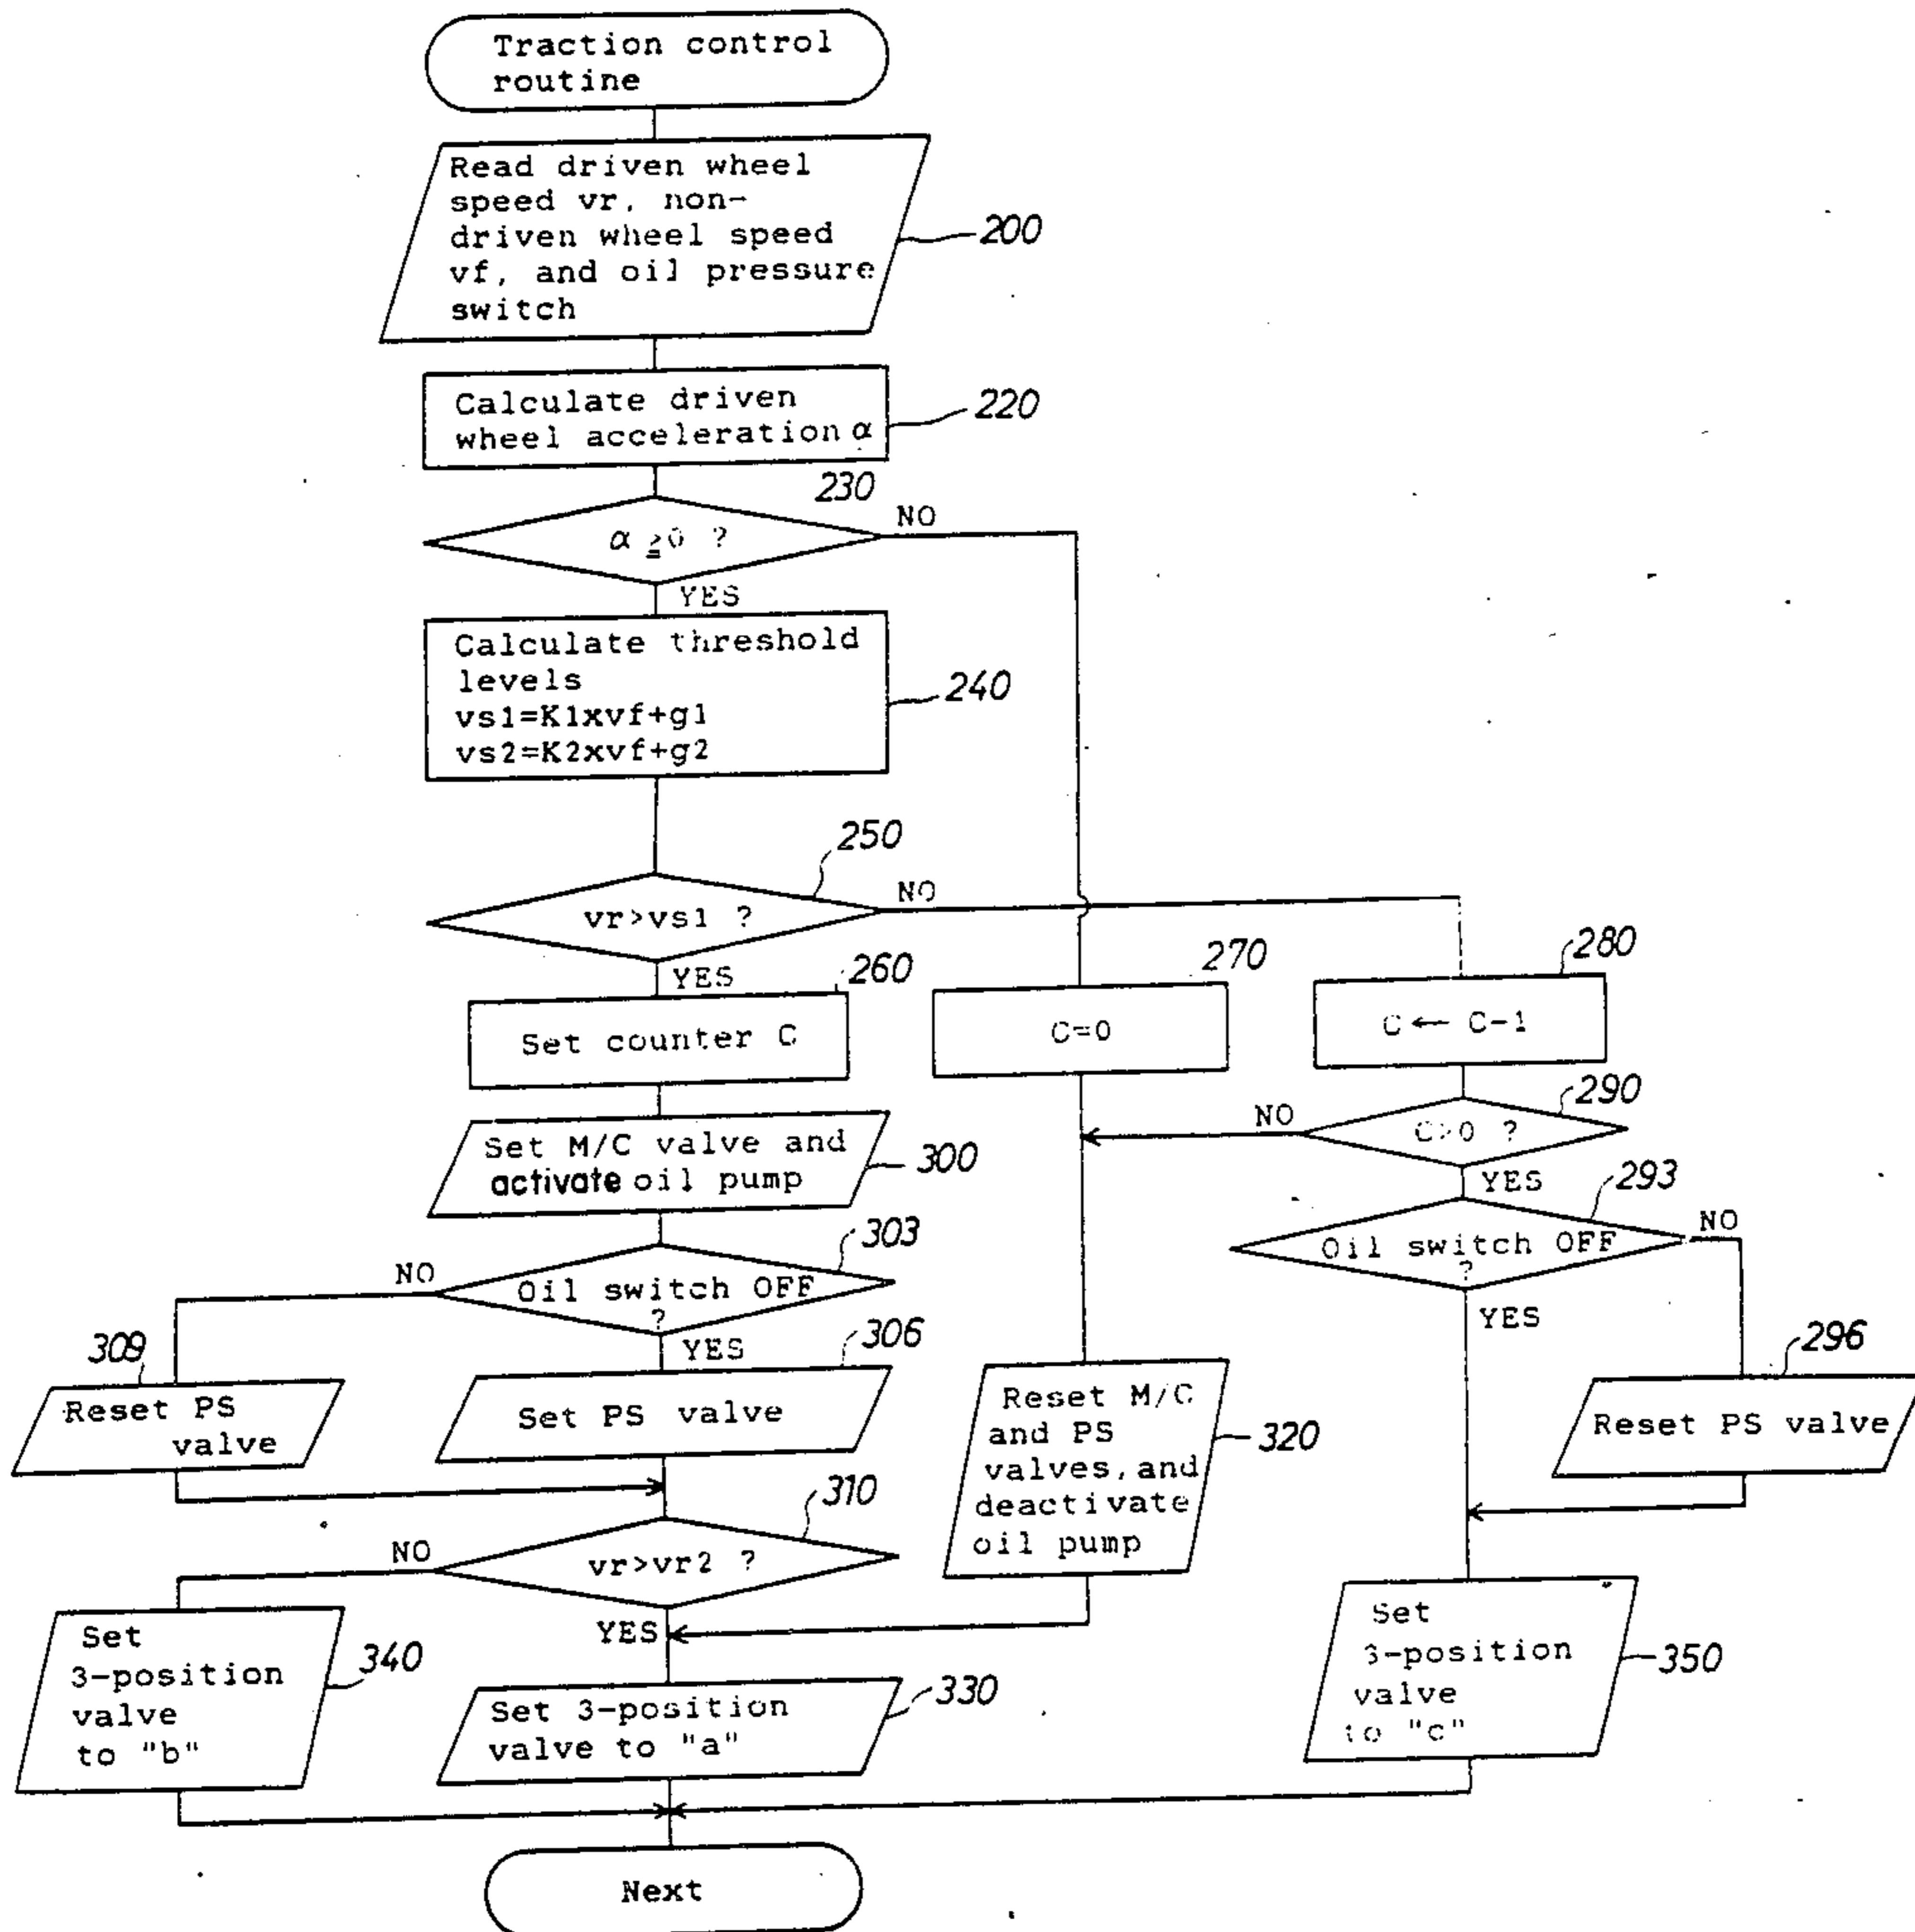 Traction control
routine
Read driven wheel
speed vr, non-
driven wheel speed
vf, and oil pressure
switch
200
Calculate driven
wheel acceleration α
220
230
α ≧0 ?
NO
YES
Calculate threshold
levels
vs1=K1xvf+g1
vs2=K2xvf+g2
240
250
vr>vs1 ?
NO
YES
260
Set counter C
270
C=0
280
C ← C-1
290
C>0 ?
NO
YES
Set M/C valve and
activate oil pump
300
293
Oil switch OFF
?
NO
YES
303
Oil switch OFF
?
NO
YES
309
Reset PS
valve
306
Set PS valve
Reset M/C
and PS
valves, and
deactivate
oil pump
320
296
Reset PS valve
310
vr>vr2 ?
NO
YES
Set
3-position
valve
to "b"
340
Set 3-position
valve to "a"
330
Set
3-position
valve
to "c"
350
Next